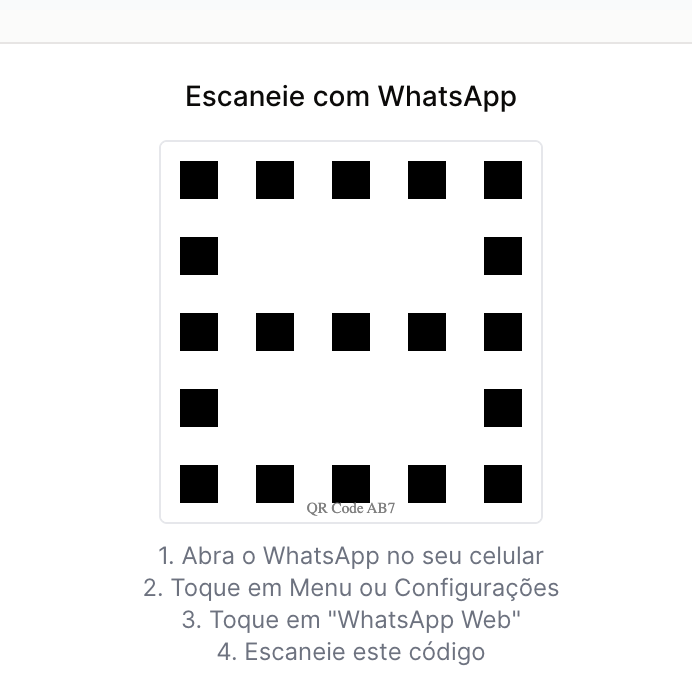 Escaneie com WhatsApp
QR Code AB7
1. Abra o WhatsApp no seu celular
2. Toque em Menu ou Configurações
3. Toque em "WhatsApp Web"
4. Escaneie este código